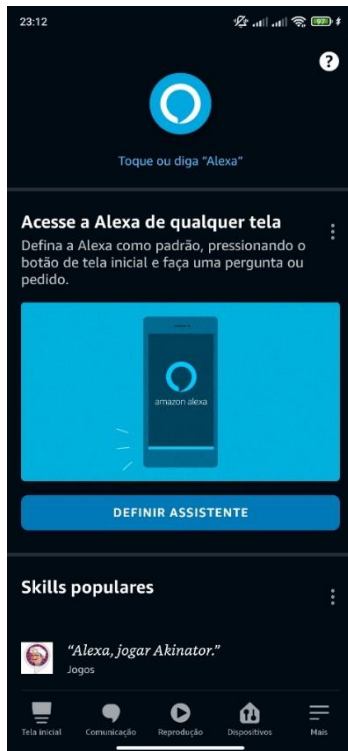 23:12
97
?
Toque ou diga “Alexa”
Acesse a Alexa de qualquer tela
Defina a Alexa como padrão, pressionando o
botão de tela inicial e faça uma pergunta ou
pedido.
amazon alexa
DEFINIR ASSISTENTE
Skills populares
“Alexa, jogar Akinator.”
Jogos
Tela inicial Comunicação Reprodução Dispositivos Mais